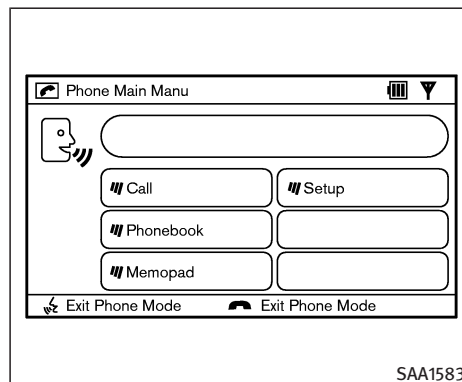 Phone Main Manu
Call
Setup
Phonebook
Memopad
Exit Phone Mode Exit Phone Mode
SAA1583